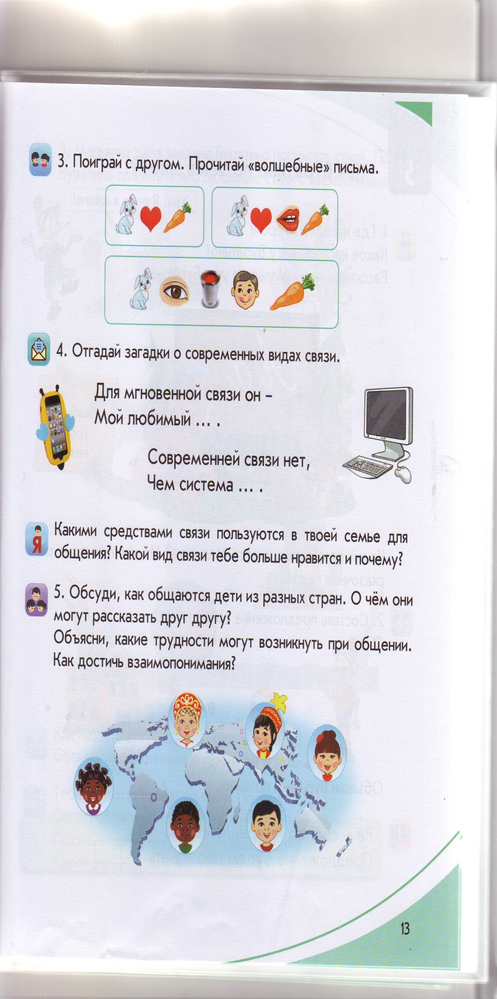 3. Поиграй с другом. Прочитай «волшебные» письма.
4. Отгадай загадки о современных видах связи.
Для мгновенной связи он –
Мой любимый ... .
Современней связи нет,
Чем система ... .
Я
Какими средствами связи пользуются в твоей семье для
общения? Какой вид связи тебе больше нравится и почему?
5. Обсуди, как общаются дети из разных стран. О чём они
могут рассказать друг другу?
Объясни, какие трудности могут возникнуть при общении.
Как достичь взаимопонимания?
13